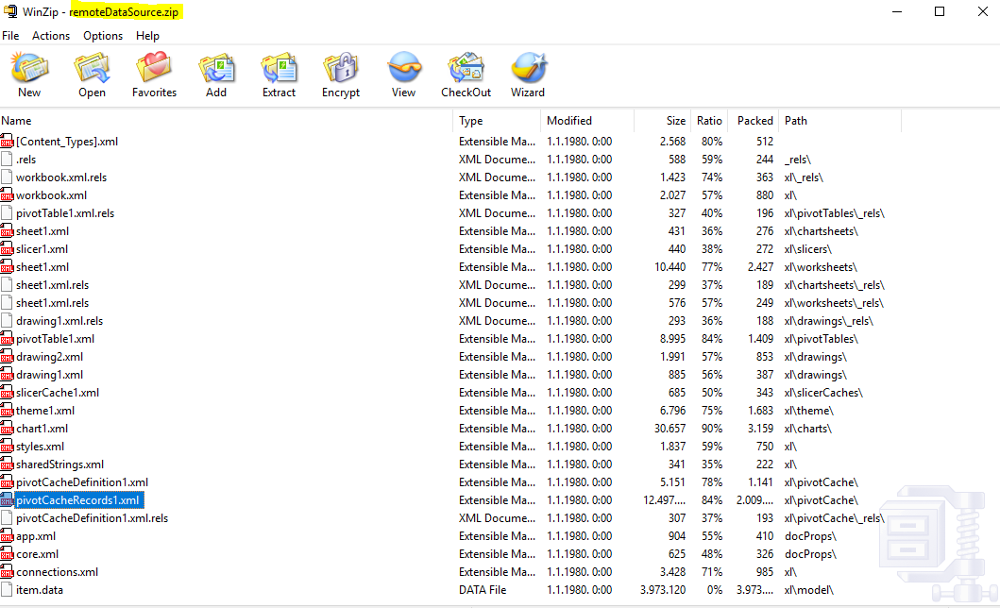 WinZip - remoteDataSource.zip
File Actions Options Help
New Open Favorites Add Extract Encrypt View CheckOut Wizard
Name Type Modified Size Ratio Packed Path
[Content_Types].xml Extensible Ma... 1.1.1980. 0:00 2.568 80% 512
.rels XML Docume... 1.1.1980. 0:00 588 59% 244 _rels\
workbook.xml.rels XML Docume... 1.1.1980. 0:00 1.423 74% 363 xl\_rels\
workbook.xml Extensible Ma... 1.1.1980. 0:00 2.027 57% 880 xl\
pivotTable1.xml.rels XML Docume... 1.1.1980. 0:00 327 40% 196 xl\pivotTables\_rels\
sheet1.xml Extensible Ma... 1.1.1980. 0:00 431 36% 276 xl\chartsheets\
slicer1.xml Extensible Ma... 1.1.1980. 0:00 440 38% 272 xl\slicers\
sheet1.xml Extensible Ma... 1.1.1980. 0:00 10.440 77% 2.427 xl\worksheets\
sheet1.xml.rels XML Docume... 1.1.1980. 0:00 299 37% 189 xl\chartsheets\_rels\
sheet1.xml.rels XML Docume... 1.1.1980. 0:00 576 57% 249 xl\worksheets\_rels\
drawing1.xml.rels XML Docume... 1.1.1980. 0:00 293 36% 188 xl\drawings\_rels\
pivotTable1.xml Extensible Ma... 1.1.1980. 0:00 8.995 84% 1.409 xl\pivotTables\
drawing2.xml Extensible Ma... 1.1.1980. 0:00 1.991 57% 853 xl\drawings\
drawing1.xml Extensible Ma... 1.1.1980. 0:00 885 56% 387 xl\drawings\
slicerCache1.xml Extensible Ma... 1.1.1980. 0:00 685 50% 343 xl\slicerCaches\
theme1.xml Extensible Ma... 1.1.1980. 0:00 6.796 75% 1.683 xl\theme\
chart1.xml Extensible Ma... 1.1.1980. 0:00 30.657 90% 3.159 xl\charts\
styles.xml Extensible Ma... 1.1.1980. 0:00 1.837 59% 750 xl\
sharedStrings.xml Extensible Ma... 1.1.1980. 0:00 341 35% 222 xl\
pivotCacheDefinition1.xml Extensible Ma... 1.1.1980. 0:00 5.151 78% 1.141 xl\pivotCache\
pivotCacheRecords1.xml Extensible Ma... 1.1.1980. 0:00 12.497.... 84% 2.009.... xl\pivotCache\
pivotCacheDefinition1.xml.rels XML Docume... 1.1.1980. 0:00 307 37% 193 xl\pivotCache\_rels\
app.xml Extensible Ma... 1.1.1980. 0:00 904 55% 410 docProps\
core.xml Extensible Ma... 1.1.1980. 0:00 625 48% 326 docProps\
connections.xml Extensible Ma... 1.1.1980. 0:00 3.428 71% 985 xl\
item.data DATA File 1.1.1980. 0:00 3.973.120 0% 3.973.... xl\model\